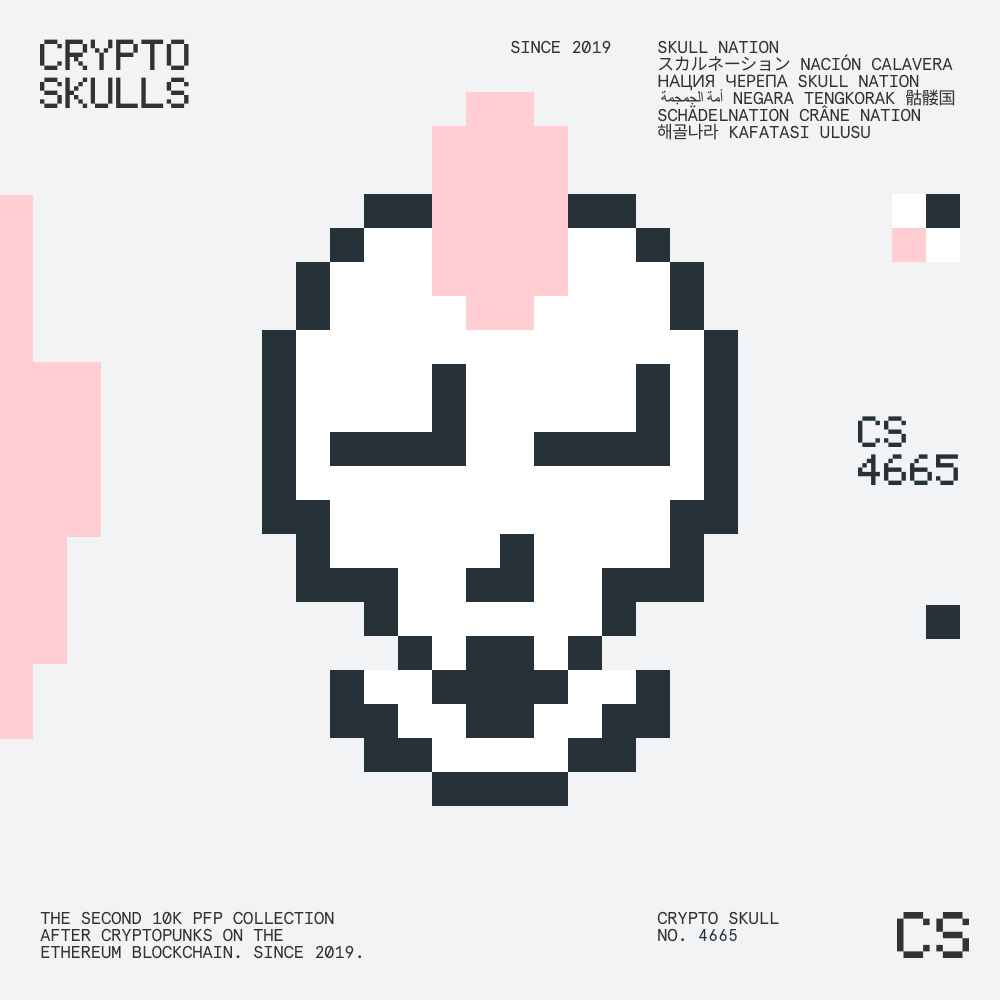 CRYPTO
SKULLS
SINCE 2019
SKULL NATION
スカルネーション NACIÓN CALAVERA
НАЦИЯ ЧЕРЕПА SKULL NATION
أمة الجمجمة NEGARA TENGKORAK 骷髅国
SCHÄDELNATION CRÂNE NATION
해골나라 KAFATASI ULUSU
CS
4665
THE SECOND 10K PFP COLLECTION
AFTER CRYPTOPUNKS ON THE
ETHEREUM BLOCKCHAIN. SINCE 2019.
CRYPTO SKULL
NO. 4665
CS